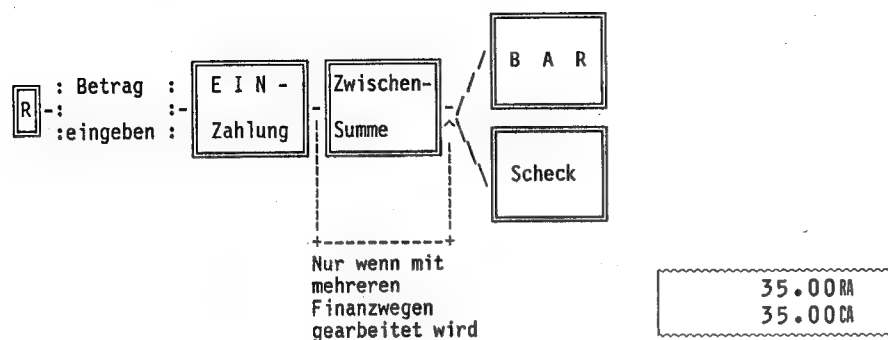 B A R
: Betrag : E I N - Zwischen-
R -: :- - -
:eingeben : Zahlung Summe
Scheck
Nur wenn mit
mehreren
Finanzwegen
gearbeitet wird
35.00RA
35.00CA